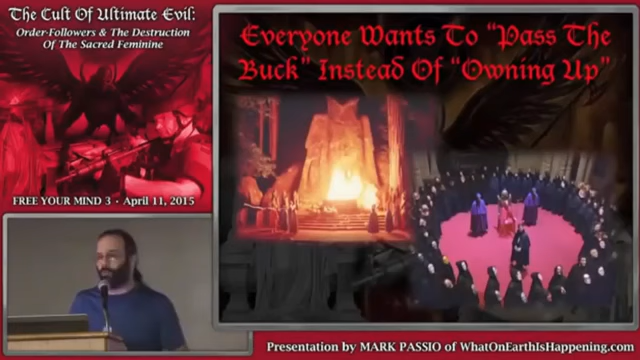 The Cult Of Ultimate Evil:
Order-Followers & The Destruction
Of The Sacred Feminine
FREE YOUR MIND 3 • April 11, 2015
Everyone Wants To “Pass The
Buck” Instead Of “Owning Up”
Presentation by MARK PASSIO of WhatOnEarthIsHappening.com